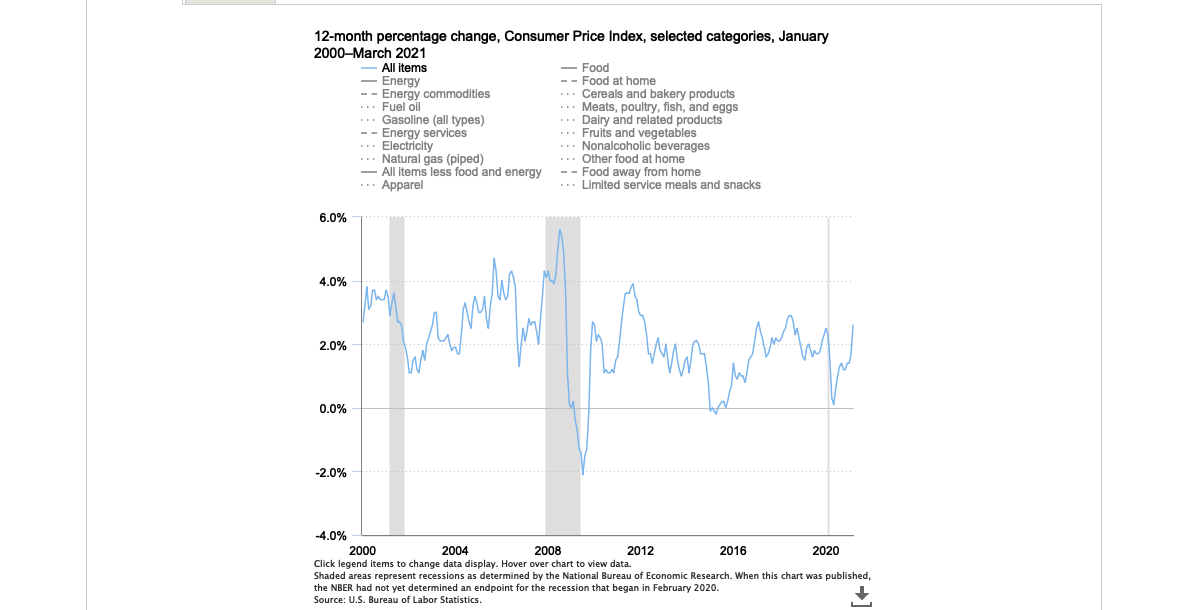 12-month percentage change, Consumer Price Index, selected categories, January
2000–March 2021
All items
Energy
Energy commodities
Fuel oil
Gasoline (all types)
Energy services
Electricity
Natural gas (piped)
All items less food and energy
Apparel
Food
Food at home
Cereals and bakery products
Meats, poultry, fish, and eggs
Dairy and related products
Fruits and vegetables
Nonalcoholic beverages
Other food at home
Food away from home
Limited service meals and snacks
6.0%
4.0%
2.0%
0.0%
-2.0%
-4.0%
2000 2004 2008 2012 2016 2020
Click legend items to change data display. Hover over chart to view data.
Shaded areas represent recessions as determined by the National Bureau of Economic Research. When this chart was published,
the NBER had not yet determined an endpoint for the recession that began in February 2020.
Source: U.S. Bureau of Labor Statistics.